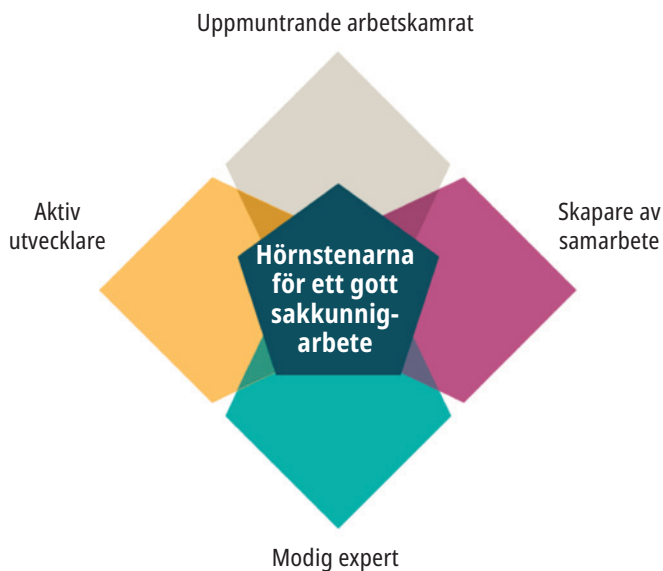 Uppmuntrande arbetskamrat
Aktiv
utvecklare
Skapare av
samarbete
Hörnstenarna
för ett gott
sakkunnig-
arbete
Modig expert